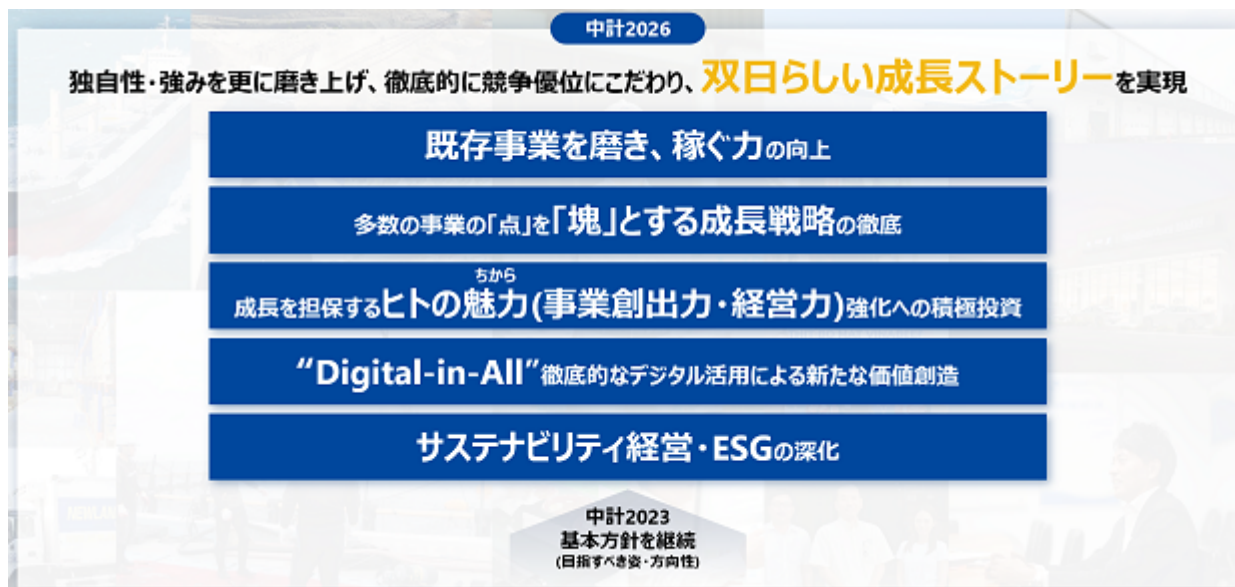 中計2026
独自性・強みを更に磨き上げ、徹底的に競争優位にこだわり、双日らしい成長ストーリーを実現
既存事業を磨き、稼ぐ力の向上
多数の事業の「点」を「塊」とする成長戦略の徹底
ちから
成長を担保するヒトの魅力(事業創出力・経営力)強化への積極投資
“Digital-in-All”徹底的なデジタル活用による新たな価値創造
サステナビリティ経営・ESGの深化
中計2023
基本方針を継続
(目指すべき姿・方向性)